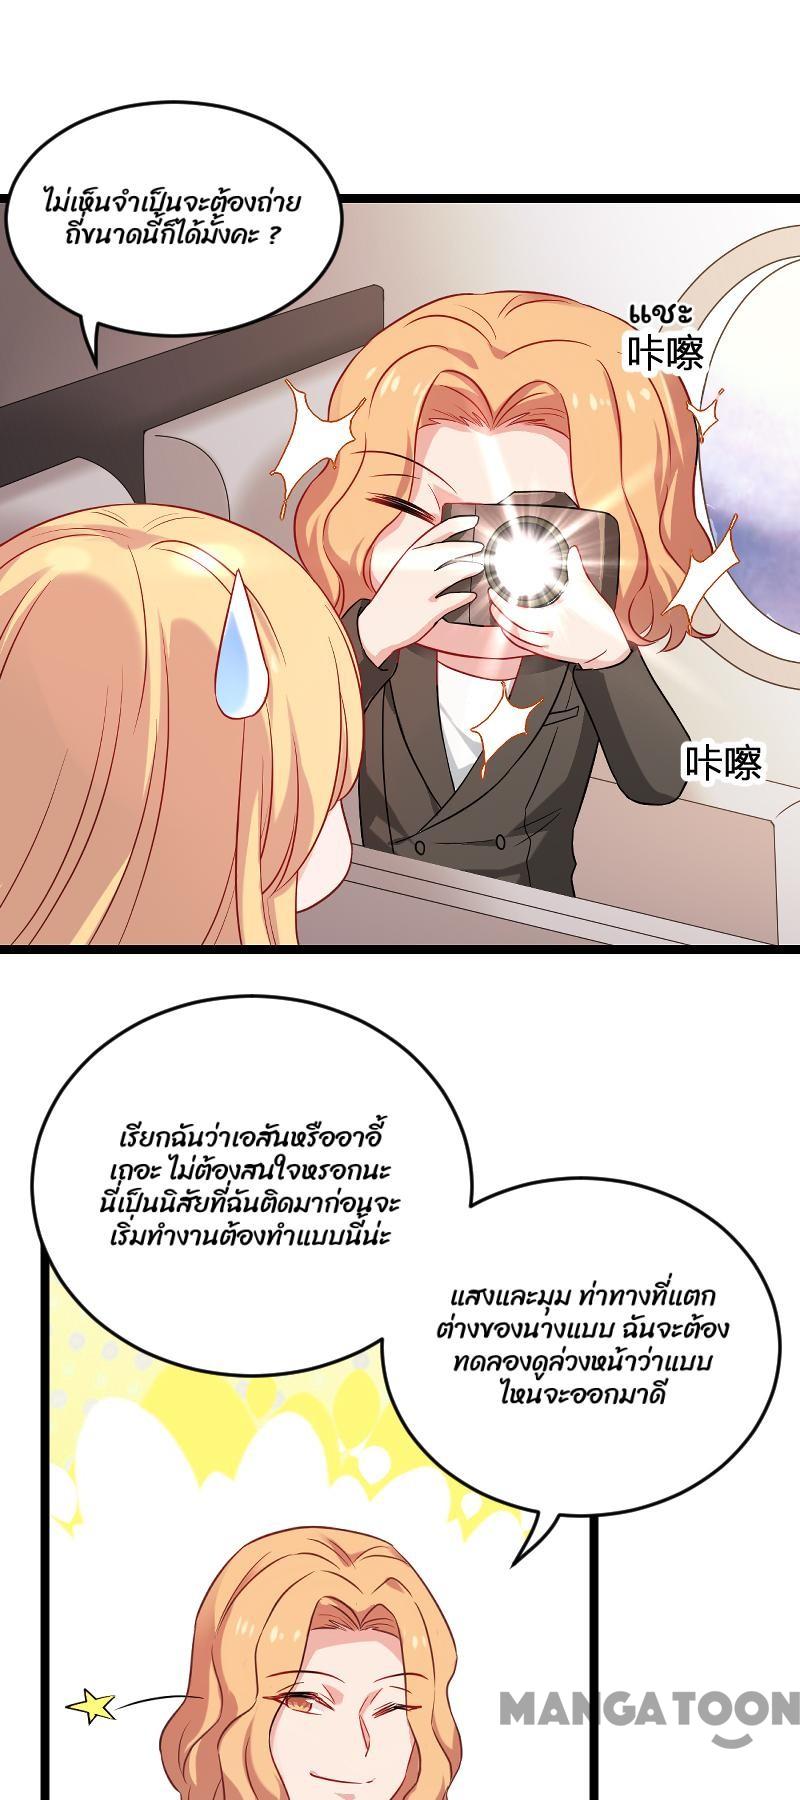 ไม่เห็นจำเป็นจะต้องถ่าย
ถี่ขนาดนี้ก็ได้มั้งคะ ?
แชะ
咔嚓
咔嚓
เรียกฉันว่าเอสันหรืออาอี้
เถอะ ไม่ต้องสนใจหรอกนะ
นี่เป็นนิสัยที่ฉันติดมาก่อนจะ
เริ่มทำงานต้องทำแบบนี้น่ะ
แสงและมุม ท่าทางที่แตก
ต่างของนางแบบ ฉันจะต้อง
ทดลองดูล่วงหน้าว่าแบบ
ไหนจะออกมาดี
MANGATOON